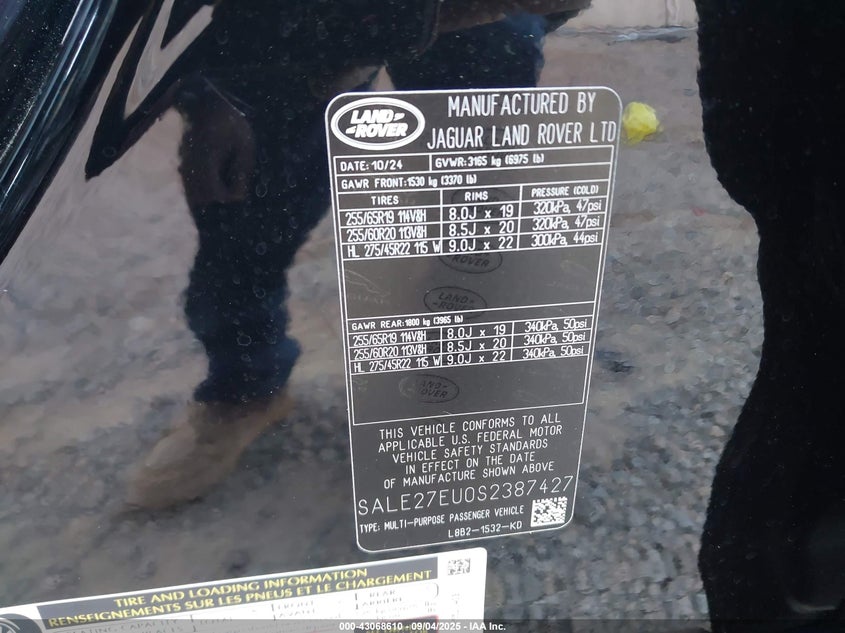 LAND ROVER
MANUFACTURED BY
JAGUAR LAND ROVER LTD
DATE: 10/24 GVWR: 3165 kg (6975 lb)
GAWR FRONT: 1530 kg (3370 lb)
TIRES RIMS PRESSURE (COLD)
255/65R19 114V8H 8.0J x 19 320kPa, 47psi
255/60R20 113V8H 8.5J x 20 320kPa, 47psi
HL 275/45R22 115 W 9.0J x 22 300kPa, 44psi
ROVER
LAND ROVER
GAWR REAR: 1800 kg (3965 lb)
255/65R19 114V8H 8.0J x 19 340kPa, 50psi
255/60R20 113V8H 8.5J x 20 340kPa, 50psi
HL 275/45R22 115 W 9.0J x 22 340kPa, 50psi
LAND ROVER
THIS VEHICLE CONFORMS TO ALL
APPLICABLE U.S. FEDERAL MOTOR
VEHICLE SAFETY STANDARDS
IN EFFECT ON THE DATE
OF MANUFACTURE SHOWN ABOVE
SALE27EU0S2387427
TYPE: MULTI-PURPOSE PASSENGER VEHICLE
L8B2-1532-KD
TIRE AND LOADING INFORMATION
RENSEIGNEMENTS SUR LES PNEUS ET LE CHARGEMENT
REAR
000-43068610 - 09/04/2025 - IAA Inc.